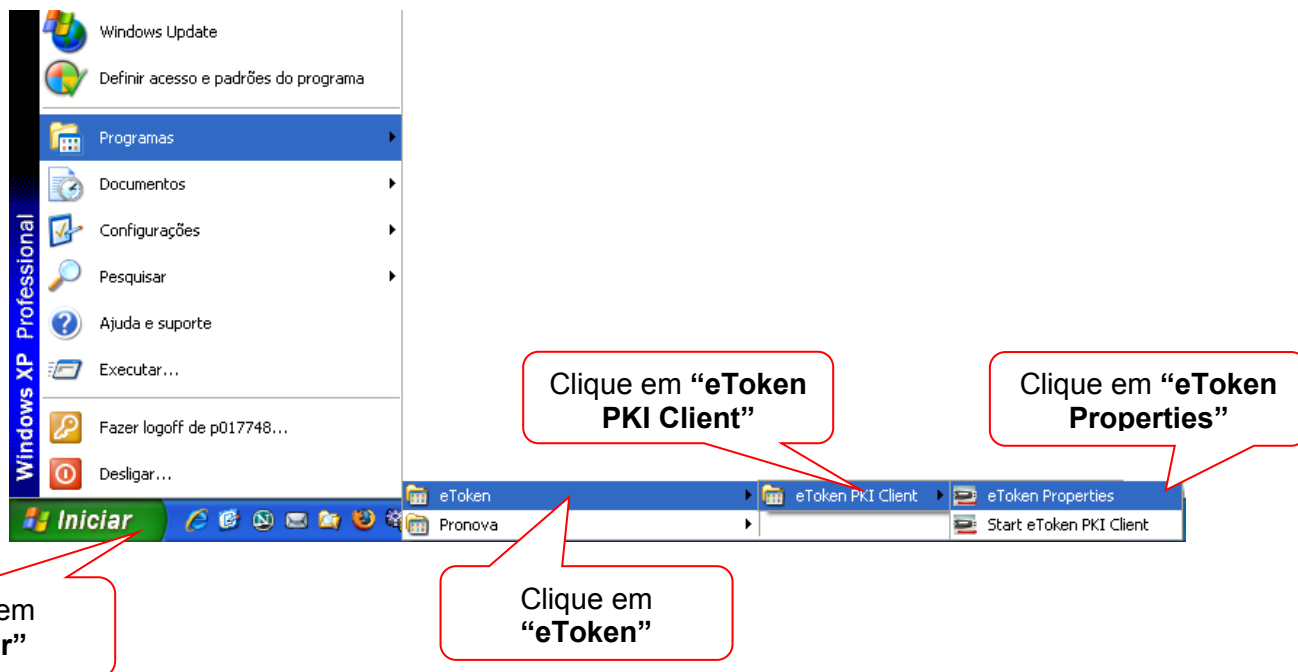 Windows Update
Definir acesso e padrões do programa
Programas
Documentos
Configurações
Pesquisar
Ajuda e suporte
Executar...
Fazer logoff de p017748...
Desligar...
Windows XP Professional
Iniciar
eToken
Pronova
eToken PKI Client
eToken Properties
Start eToken PKI Client
Clique em “eToken
PKI Client”
Clique em “eToken
Properties”
em
r”
Clique em
“eToken”